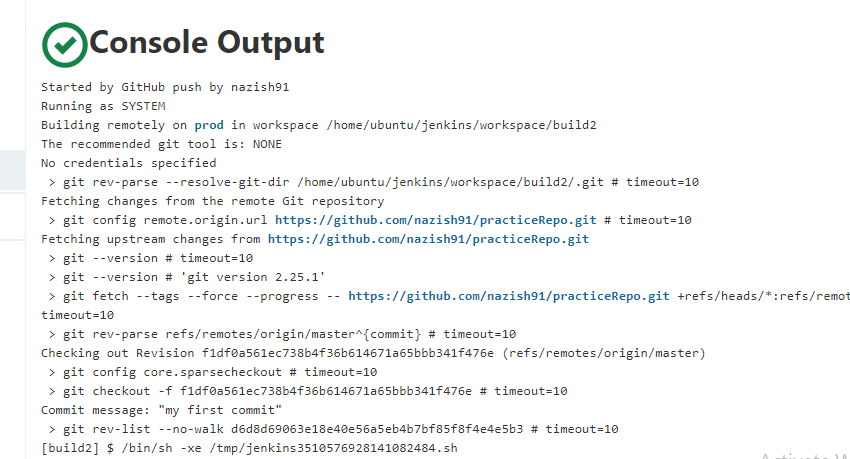 Console Output
Started by GitHub push by nazish91
Running as SYSTEM
Building remotely on prod in workspace /home/ubuntu/jenkins/workspace/build2
The recommended git tool is: NONE
No credentials specified
> git rev-parse --resolve-git-dir /home/ubuntu/jenkins/workspace/build2/.git # timeout=10
Fetching changes from the remote Git repository
> git config remote.origin.url https://github.com/nazish91/practiceRepo.git # timeout=10
Fetching upstream changes from https://github.com/nazish91/practiceRepo.git
> git --version # timeout=10
> git --version # 'git version 2.25.1'
> git fetch --tags --force --progress -- https://github.com/nazish91/practiceRepo.git +refs/heads/*:refs/remot
timeout=10
> git rev-parse refs/remotes/origin/master^{commit} # timeout=10
Checking out Revision f1df0a561ec738b4f36b614671a65bbb341f476e (refs/remotes/origin/master)
> git config core.sparsecheckout # timeout=10
> git checkout -f f1df0a561ec738b4f36b614671a65bbb341f476e # timeout=10
Commit message: "my first commit"
> git rev-list --no-walk d6d8d69063e18e40e56a5eb4b7bf85f8f4e4e5b3 # timeout=10
[build2] $ /bin/sh -xe /tmp/jenkins3510576928141082484.sh